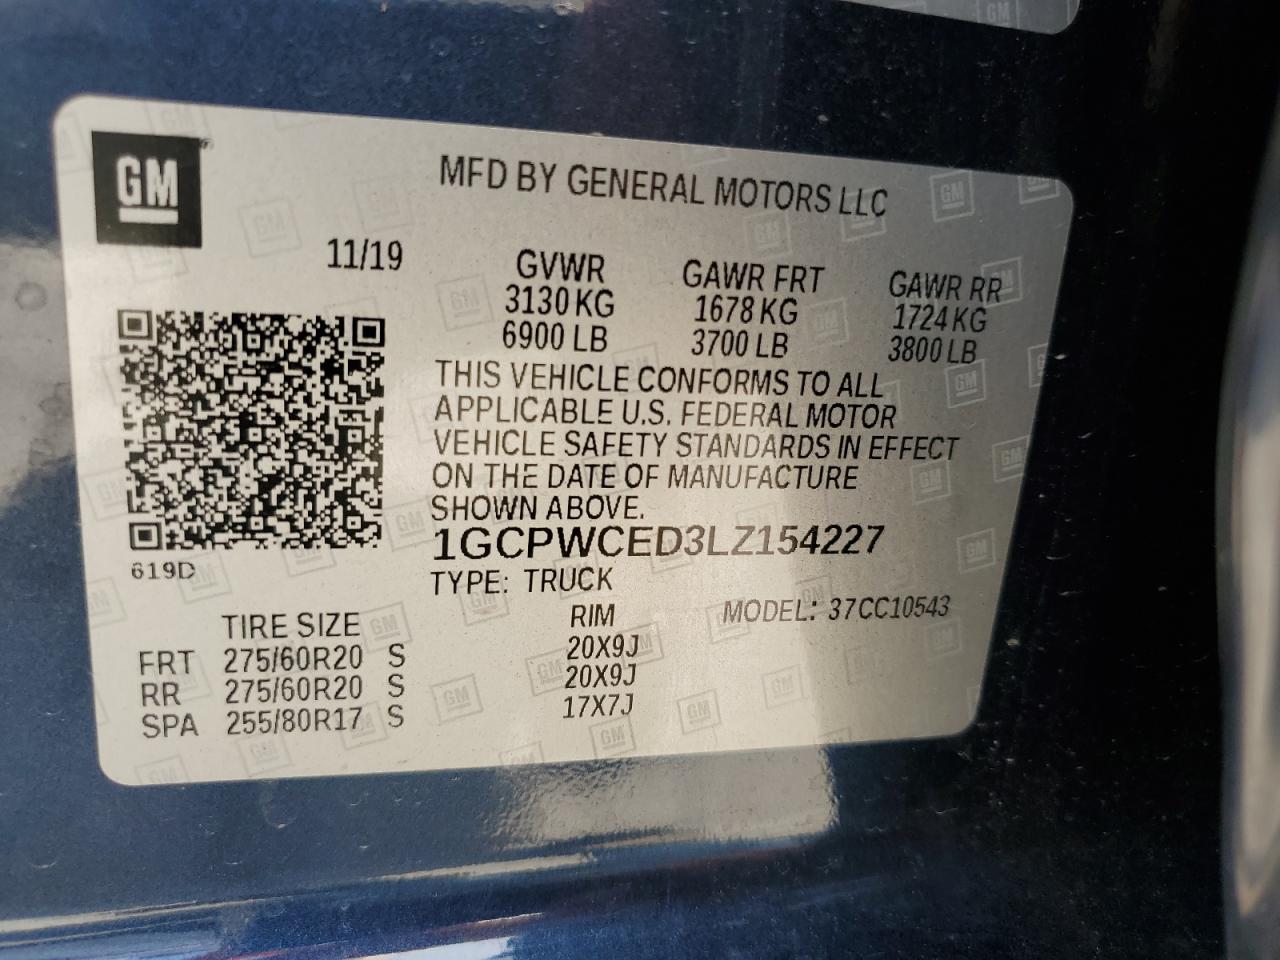 GM
MFD BY GENERAL MOTORS LLC
11/19
GVWR GAWR FRT GAWR RR
3130 KG 1678 KG 1724 KG
6900 LB 3700 LB 3800 LB
THIS VEHICLE CONFORMS TO ALL
APPLICABLE U.S. FEDERAL MOTOR
VEHICLE SAFETY STANDARDS IN EFFECT
ON THE DATE OF MANUFACTURE
SHOWN ABOVE.
1GCPWCED3LZ154227
619D
TYPE: TRUCK
MODEL: 37CC10543
TIRE SIZE RIM
FRT 275/60R20 S 20X9J
RR 275/60R20 S 20X9J
SPA 255/80R17 S 17X7J